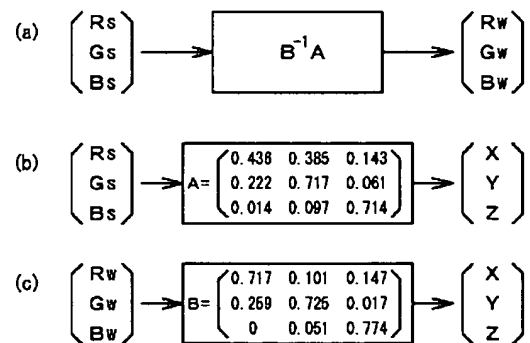 (a) Rs Gs Bs B⁻¹A Rw Gw Bw
(b) Rs Gs Bs A= 0.436 0.385 0.143 0.222 0.717 0.061 0.014 0.097 0.714 X Y Z
(c) Rw Gw Bw B= 0.717 0.101 0.147 0.259 0.725 0.017 0 0.051 0.774 X Y Z